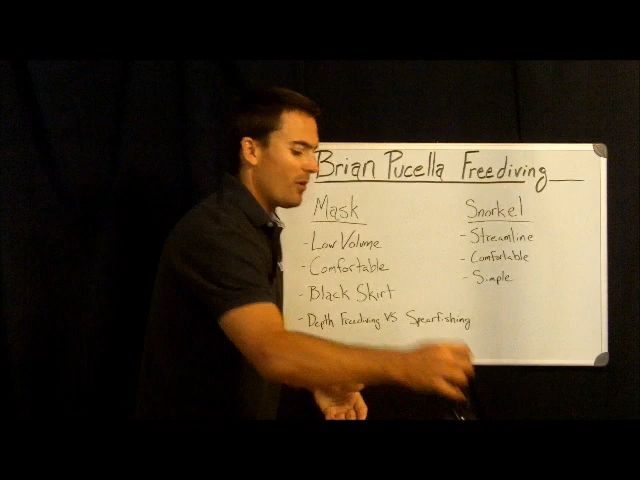 Brian Pucella Freediving
Mask
- Low Volume
- Comfortable
- Black Skirt
- Depth Freediving VS Spearfishing
Snorkel
- Streamline
- Comfortable
- Simple